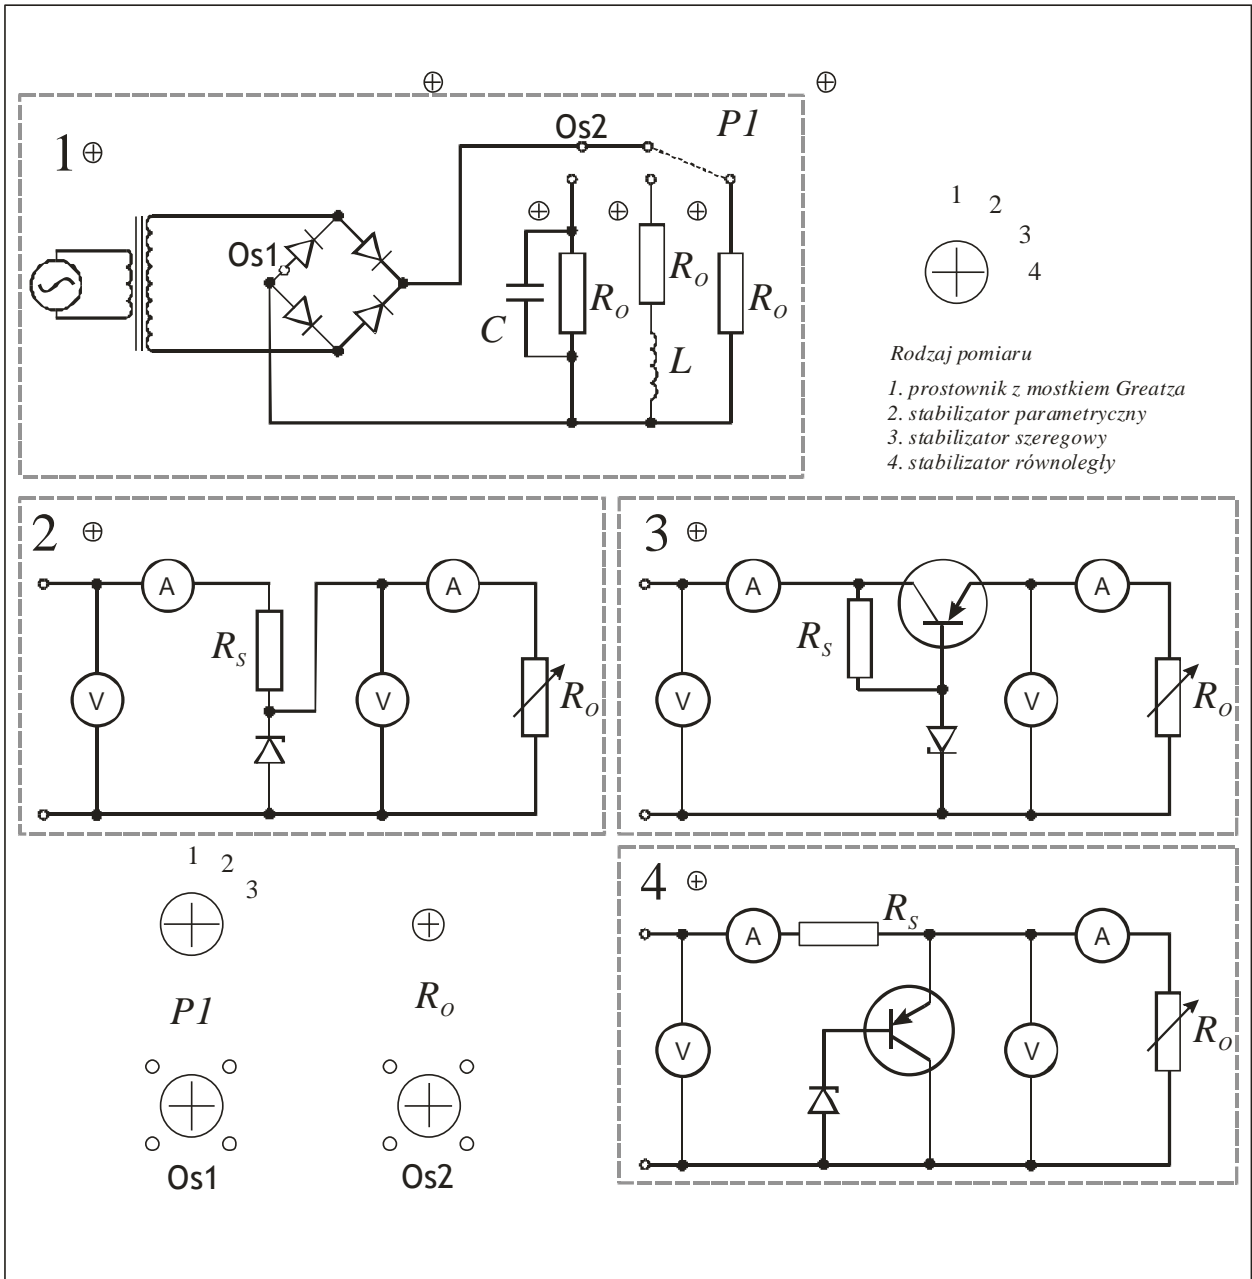 1
Os2
P1
Os1
C
R_O
R_O
R_O
L
1
2
3
4
Rodzaj pomiaru
1. prostownik z mostkiem Greatza
2. stabilizator parametryczny
3. stabilizator szeregowy
4. stabilizator równoległy
2
A
A
R_S
V
V
R_O
3
A
A
R_S
V
V
R_O
1
2
3
P1
R_O
Os1
Os2
4
A
R_S
A
V
V
R_O